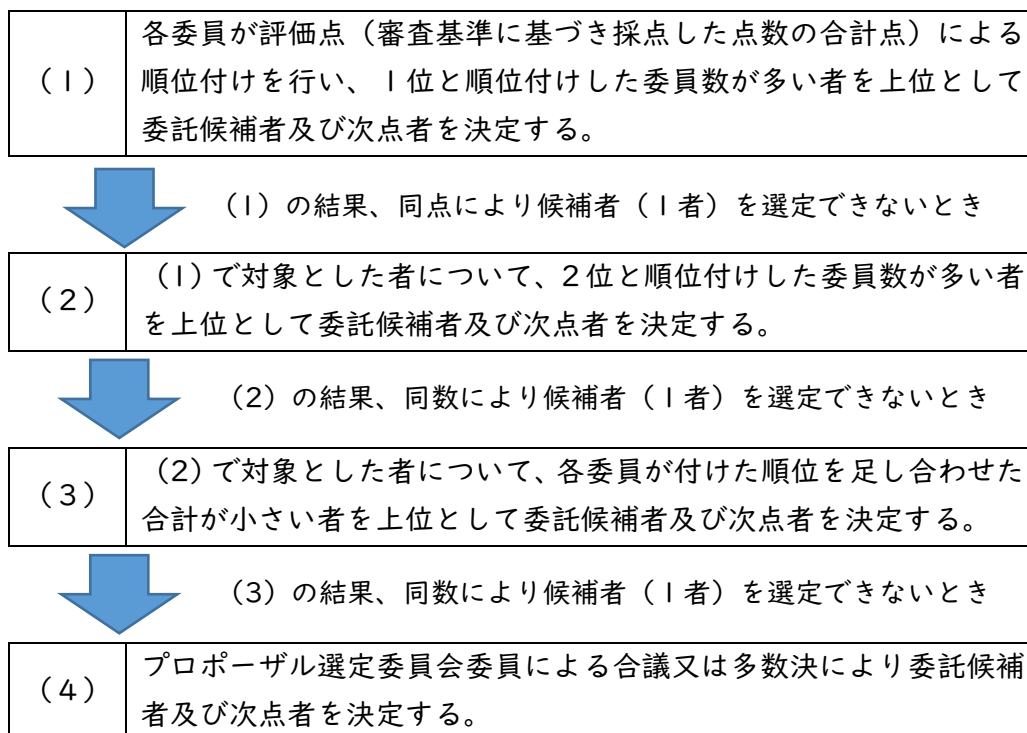 (1)
各委員が評価点（審査基準に基づき採点した点数の合計点）による
順位付けを行い、1位と順位付けした委員数が多い者を上位として
委託候補者及び次点者を決定する。
(1)の結果、同点により候補者（1者）を選定できないとき
(2)
(1)で対象とした者について、2位と順位付けした委員数が多い者
を上位として委託候補者及び次点者を決定する。
(2)の結果、同数により候補者（1者）を選定できないとき
(3)
(2)で対象とした者について、各委員が付けた順位を足し合わせた
合計が小さい者を上位として委託候補者及び次点者を決定する。
(3)の結果、同数により候補者（1者）を選定できないとき
(4)
プロポーザル選定委員会委員による合議又は多数決により委託候補
者及び次点者を決定する。